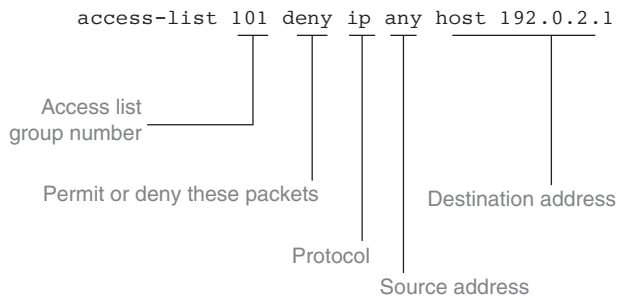 access-list 101 deny ip any host 192.0.2.1
Access list
group number
Permit or deny these packets
Destination address
Protocol
Source address